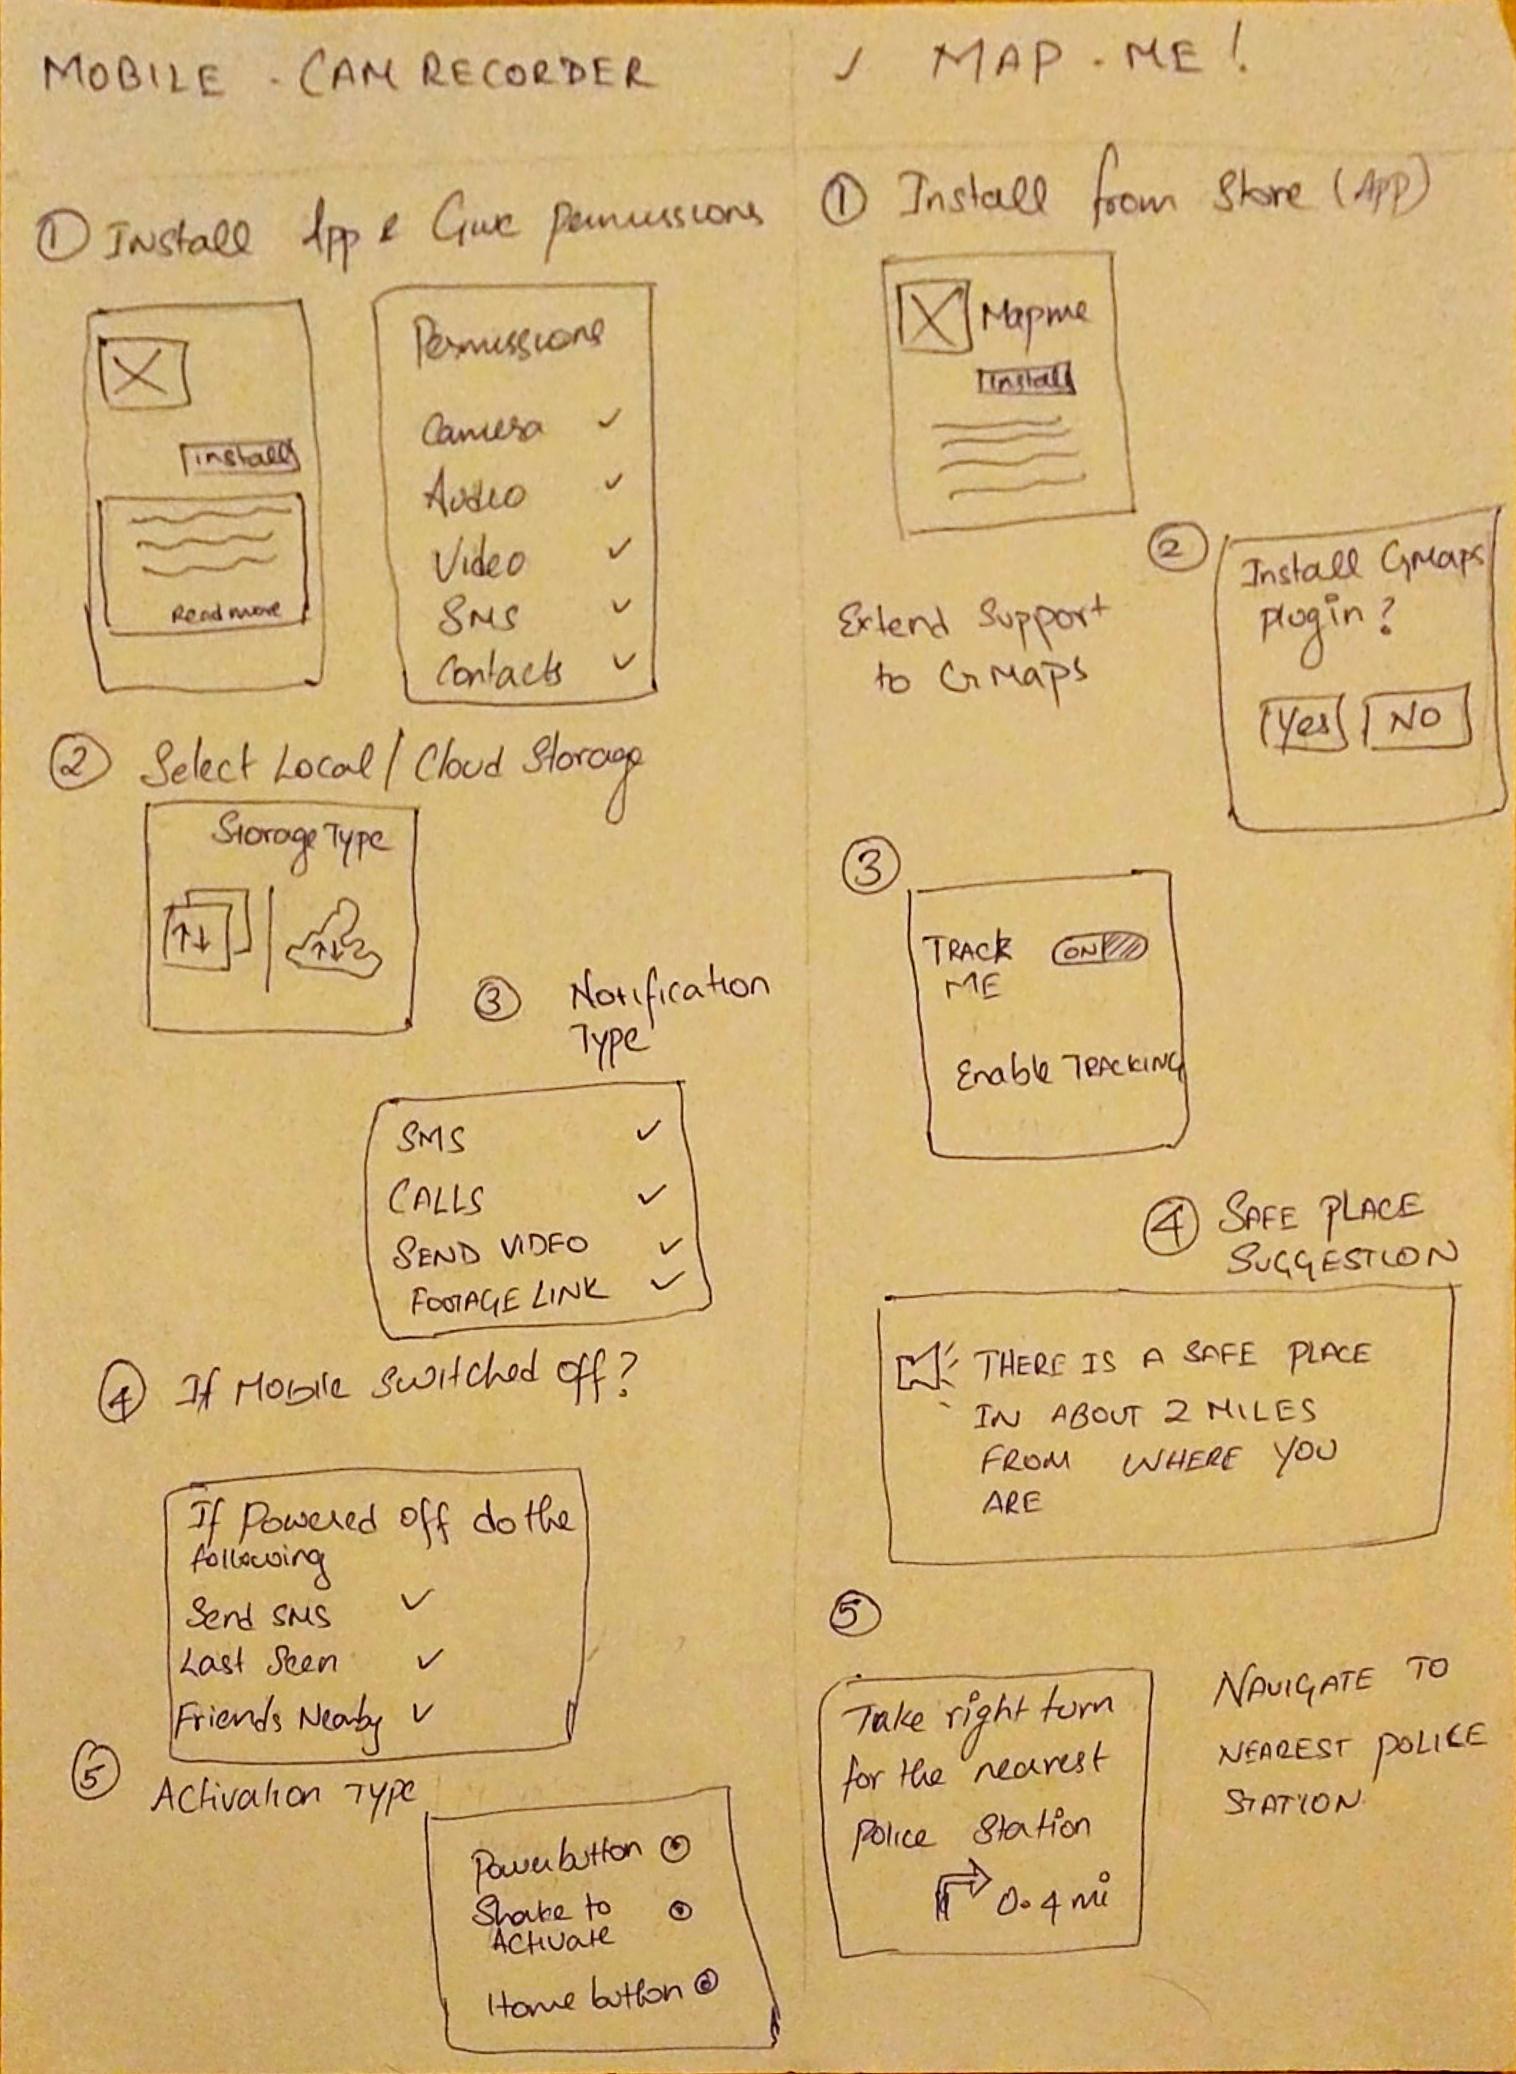 MOBILE - CAM RECORDER
① Install App & Give permissions
install
Read more
Permissions
Camera ✓
Audio ✓
Video ✓
SMS ✓
Contacts ✓
② Select Local / Cloud Storage
Storage Type
③ Notification
Type
SMS ✓
CALLS ✓
SEND VIDEO ✓
FOOTAGE LINK ✓
④ If Mobile Switched off?
If Powered off do the
following
Send SMS ✓
Last Seen ✓
Friends Nearby ✓
⑤ Activation Type
Power button
Shake to
Activate
Home button
✓ MAP - ME!
① Install from Store (App)
Mapme
Install
Extend Support
to GMaps
② Install GMaps
plugin?
Yes NO
③
TRACK ON
ME
Enable TRACKING
④ SAFE PLACE
SUGGESTION
THERE IS A SAFE PLACE
IN ABOUT 2 MILES
FROM WHERE YOU
ARE
⑤
Take right turn
for the nearest
Police Station
0.4 mi
NAVIGATE TO
NEAREST POLICE
STATION